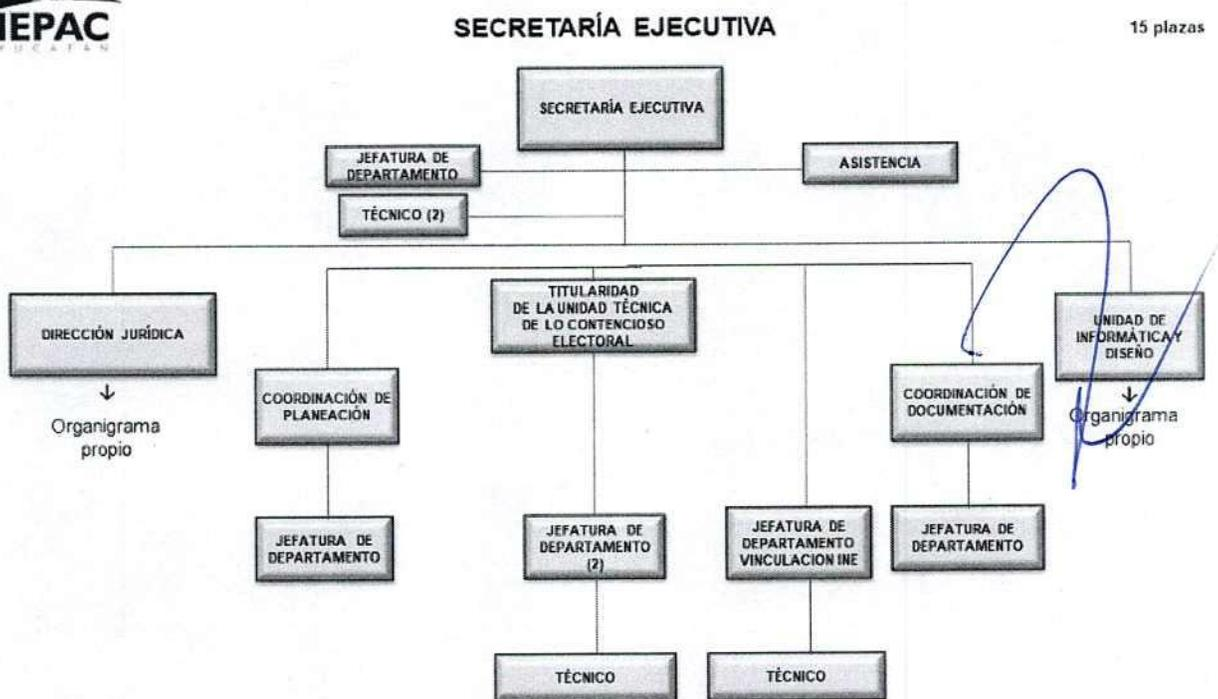 IEPAC
YUCATÁN
SECRETARÍA EJECUTIVA
15 plazas
SECRETARÍA EJECUTIVA
JEFATURA DE
DEPARTAMENTO
ASISTENCIA
TÉCNICO (2)
DIRECCIÓN JURÍDICA
↓
Organigrama
propio
TITULARIDAD
DE LA UNIDAD TÉCNICA
DE LO CONTENCIOSO
ELECTORAL
UNIDAD DE
INFORMÁTICA Y
DISEÑO
↓
Organigrama
propio
COORDINACIÓN DE
PLANEACIÓN
COORDINACIÓN DE
DOCUMENTACIÓN
JEFATURA DE
DEPARTAMENTO
JEFATURA DE
DEPARTAMENTO
(2)
JEFATURA DE
DEPARTAMENTO
VINCULACION INE
JEFATURA DE
DEPARTAMENTO
TÉCNICO
TÉCNICO